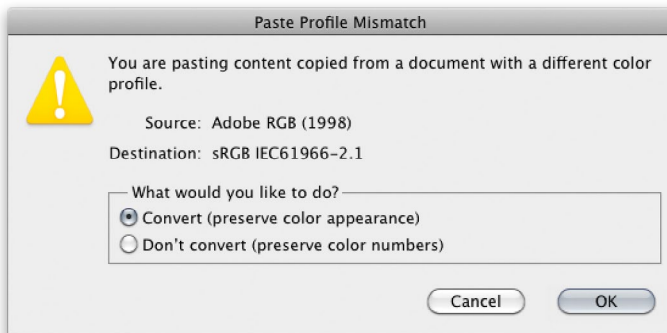 Paste Profile Mismatch
You are pasting content copied from a document with a different color
profile.
Source: Adobe RGB (1998)
Destination: sRGB IEC61966-2.1
What would you like to do?
Convert (preserve color appearance)
Don't convert (preserve color numbers)
Cancel OK